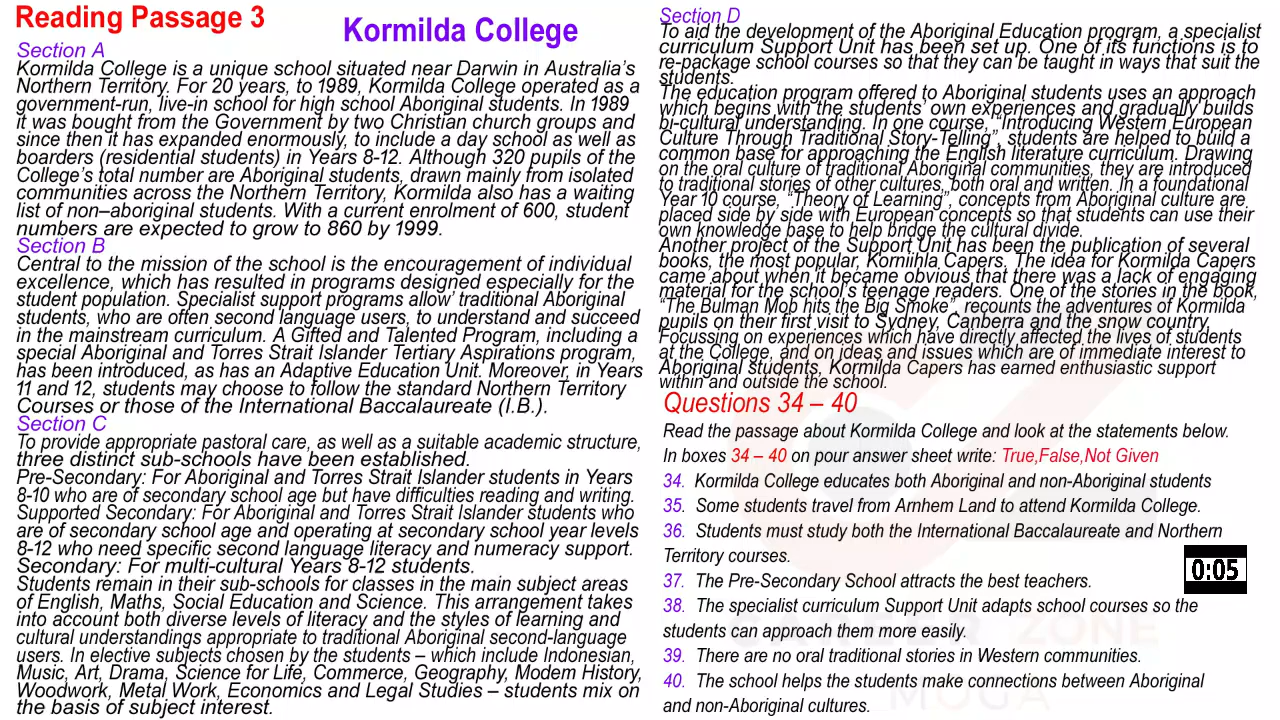 Reading Passage 3
Kormilda College
Section A
Kormilda College is a unique school situated near Darwin in Australia's
Northern Territory. For 20 years, to 1989, Kormilda College operated as a
government-run, live-in school for high school Aboriginal students. In 1989
it was bought from the Government by two Christian church groups and
since then it has expanded enormously, to include a day school as well as
boarders (residential students) in Years 8-12. Although 320 pupils of the
College's total number are Aboriginal students, drawn mainly from isolated
communities across the Northern Territory, Kormilda also has a waiting
list of non–aboriginal students. With a current enrolment of 600, student
numbers are expected to grow to 860 by 1999.
Section B
Central to the mission of the school is the encouragement of individual
excellence, which has resulted in programs designed especially for the
student population. Specialist support programs allow' traditional Aboriginal
students, who are often second language users, to understand and succeed
in the mainstream curriculum. A Gifted and Talented Program, including a
special Aboriginal and Torres Strait Islander Tertiary Aspirations program,
has been introduced, as has an Adaptive Education Unit. Moreover, in Years
11 and 12, students may choose to follow the standard Northern Territory
Courses or those of the International Baccalaureate (I.B.).
Section C
To provide appropriate pastoral care, as well as a suitable academic structure,
three distinct sub-schools have been established.
Pre-Secondary: For Aboriginal and Torres Strait Islander students in Years
8-10 who are of secondary school age but have difficulties reading and writing.
Supported Secondary: For Aboriginal and Torres Strait Islander students who
are of secondary school age and operating at secondary school year levels
8-12 who need specific second language literacy and numeracy support.
Secondary: For multi-cultural Years 8-12 students.
Students remain in their sub-schools for classes in the main subject areas
of English, Maths, Social Education and Science. This arrangement takes
into account both diverse levels of literacy and the styles of learning and
cultural understandings appropriate to traditional Aboriginal second-language
users. In elective subjects chosen by the students – which include Indonesian,
Music, Art, Drama, Science for Life, Commerce, Geography, Modem History,
Woodwork, Metal Work, Economics and Legal Studies – students mix on
the basis of subject interest.
Section D
To aid the development of the Aboriginal Education program, a specialist
curriculum Support Unit has been set up. One of its functions is to
re-package school courses so that they can be taught in ways that suit the
students.
The education program offered to Aboriginal students uses an approach
which begins with the students' own experiences and gradually builds
bi-cultural understanding. In one course, "Introducing Western European
Culture Through Traditional Story-Telling", students are helped to build a
common base for approaching the English literature curriculum. Drawing
on the oral culture of traditional Aboriginal communities, they are introduced
to traditional stories of other cultures, both oral and written. In a foundational
Year 10 course, "Theory of Learning", concepts from Aboriginal culture are
placed side by side with European concepts so that students can use their
own knowledge base to help bridge the cultural divide.
Another project of the Support Unit has been the publication of several
books, the most popular, Korniihla Capers. The idea for Kormilda Capers
came about when it became obvious that there was a lack of engaging
material for the school's teenage readers. One of the stories in the book,
"The Bulman Mob hits the Big Smoke", recounts the adventures of Kormilda
pupils on their first visit to Sydney, Canberra and the snow country.
Focussing on experiences which have directly affected the lives of students
at the College, and on ideas and issues which are of immediate interest to
Aboriginal students, Kormilda Capers has earned enthusiastic support
within and outside the school.
Questions 34 – 40
Read the passage about Kormilda College and look at the statements below.
In boxes 34 – 40 on pour answer sheet write: True,False,Not Given
34. Kormilda College educates both Aboriginal and non-Aboriginal students
35. Some students travel from Arnhem Land to attend Kormilda College.
36. Students must study both the International Baccalaureate and Northern
Territory courses.
37. The Pre-Secondary School attracts the best teachers.
38. The specialist curriculum Support Unit adapts school courses so the
students can approach them more easily.
39. There are no oral traditional stories in Western communities.
40. The school helps the students make connections between Aboriginal
and non-Aboriginal cultures.
0:05
CAREER ZONE
MOGA